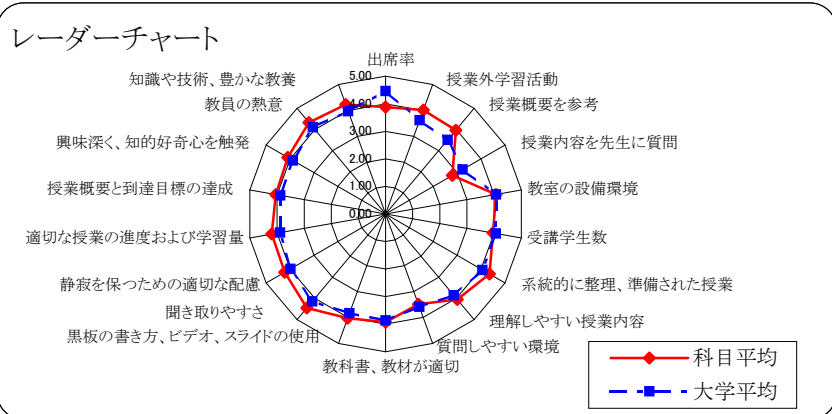 レーダーチャート
出席率
授業外学習活動
授業概要を参考
授業内容を先生に質問
教室の設備環境
受講学生数
系統的に整理、準備された授業
理解しやすい授業内容
質問しやすい環境
教科書、教材が適切
黒板の書き方、ビデオ、スライドの使用
聞き取りやすさ
静寂を保つための適切な配慮
適切な授業の進度および学習量
授業概要と到達目標の達成
興味深く、知的好奇心を触発
教員の熱意
知識や技術、豊かな教養
5.00
4.00
3.00
2.00
1.00
0.00
科目平均
大学平均